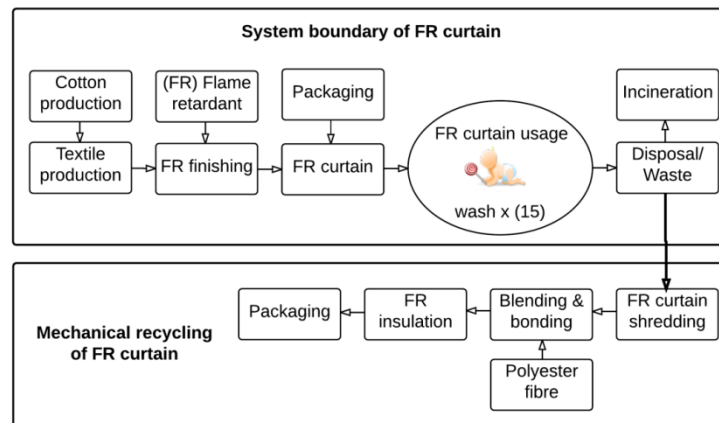 System boundary of FR curtain
Cotton
production
(FR) Flame
retardant
Packaging
Incineration
Textile
production
FR finishing
FR curtain
FR curtain usage
wash x (15)
Disposal/
Waste
Mechanical recycling
of FR curtain
Packaging
FR
insulation
Blending &
bonding
FR curtain
shredding
Polyester
fibre